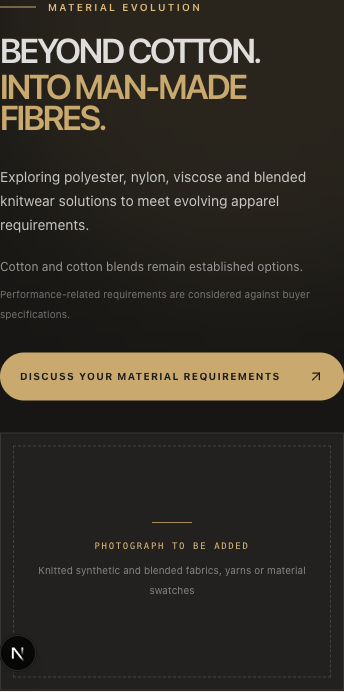 MATERIAL EVOLUTION
BEYOND COTTON.
INTO MAN-MADE
FIBRES.
Exploring polyester, nylon, viscose and blended
knitwear solutions to meet evolving apparel
requirements.
Cotton and cotton blends remain established options.
Performance-related requirements are considered against buyer
specifications.
DISCUSS YOUR MATERIAL REQUIREMENTS
PHOTOGRAPH TO BE ADDED
Knitted synthetic and blended fabrics, yarns or material
swatches
N